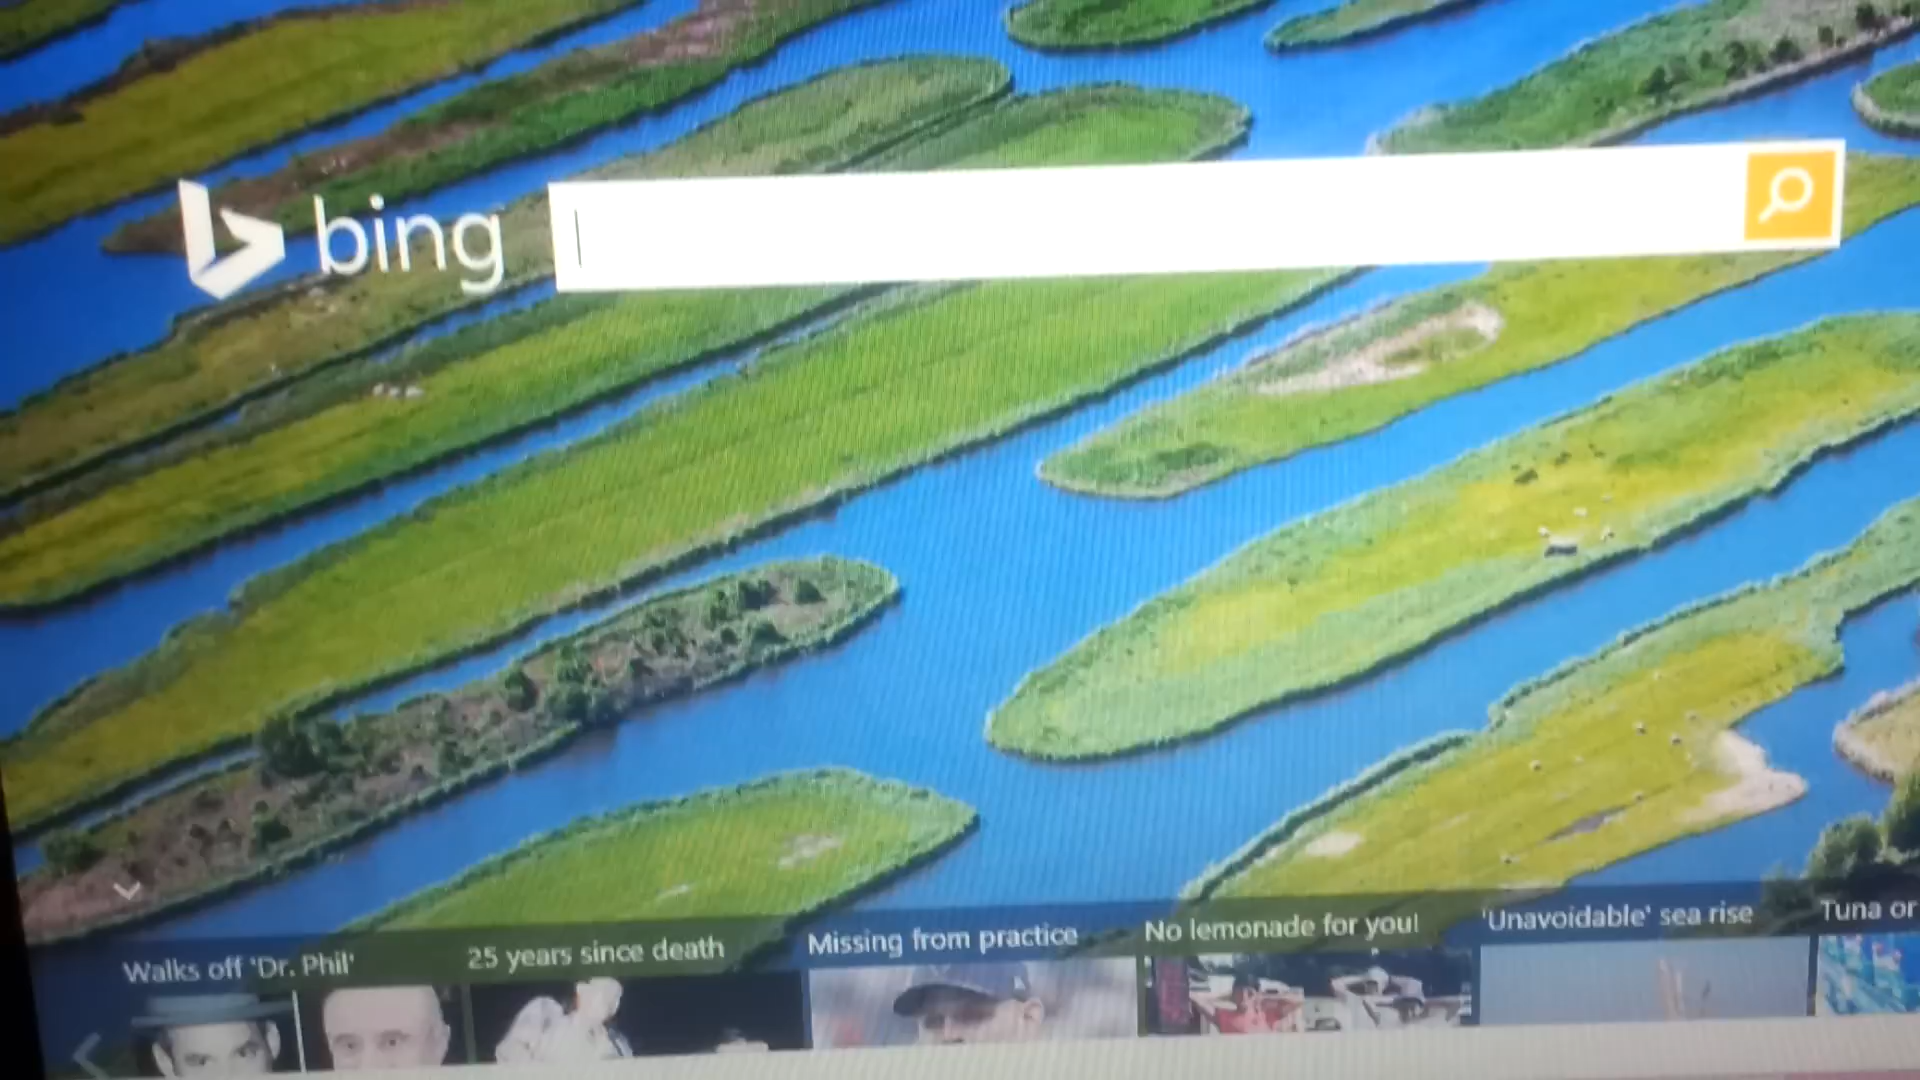 bing
Walks off 'Dr. Phil'
25 years since death
Missing from practice
No lemonade for you!
'Unavoidable' sea rise
Tuna or